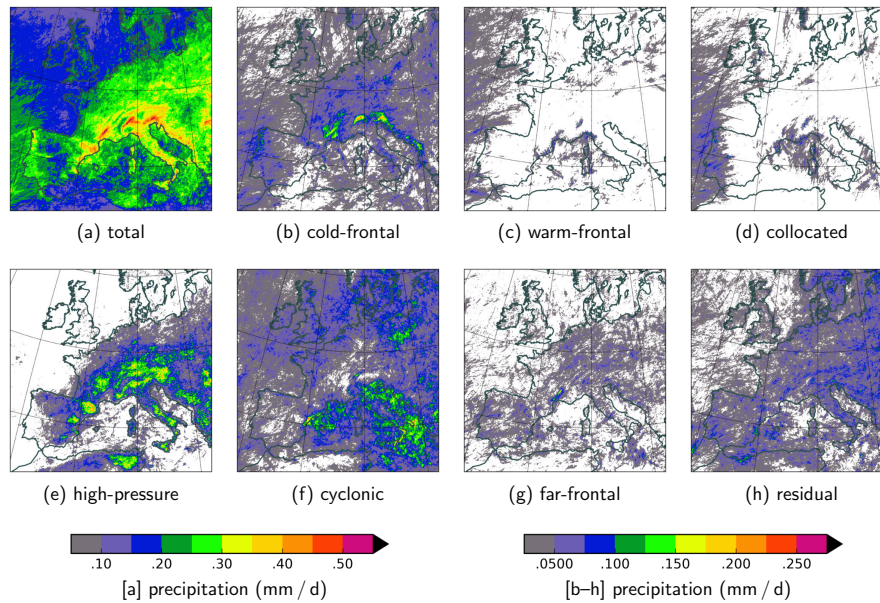 (a) total
(b) cold-frontal
(c) warm-frontal
(d) collocated
(e) high-pressure
(f) cyclonic
(g) far-frontal
(h) residual
.10 .20 .30 .40 .50
[a] precipitation (mm / d)
.0500 .100 .150 .200 .250
[b–h] precipitation (mm / d)